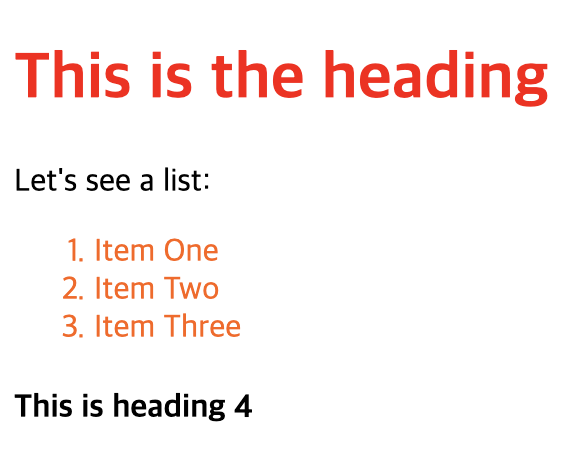 This is the heading
Let's see a list:
1. Item One
2. Item Two
3. Item Three
This is heading 4